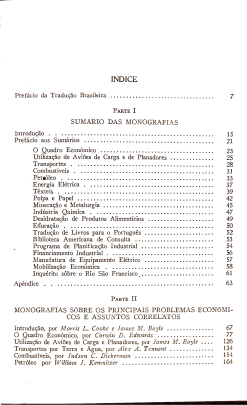 INDICE
Prefácio da Tradução Brasileira .................................. 7
PARTE I
SUMARIO DAS MONOGRAFIAS
Introdução .................................. 13
Prefácio aos Sumários .................................. 21
O Quadro Económico .................................. 23
Utilização de Aviões de Carga e de Planadores .................................. 25
Transportes .................................. 28
Combustíveis .................................. 31
Petróleo .................................. 33
Energia Elétrica .................................. 37
Têxteis .................................. 39
Polpa e Papel .................................. 42
Mineração e Metalurgia .................................. 45
Indústria Química .................................. 47
Desidratação de Produtos Alimentícios .................................. 49
Educação .................................. 50
Tradução de Livros para o Português .................................. 52
Biblioteca Americana de Consulta .................................. 53
Programa de Planificação Industrial .................................. 54
Financiamento Industrial .................................. 56
Manufatura de Equipamento Elétrico .................................. 57
Mobilização Económica .................................. 58
Inquérito sôbre o Rio São Francisco .................................. 61
Apêndice .................................. 63
PARTE II
MONOGRAFIAS SÔBRE OS PRINCIPAIS PROBLEMAS ECONOMI-
COS E ASSUNTOS CORRELATOS
Introdução, por Morris L. Cooke e James M. Boyle .................................. 67
O Quadro Económico, por Corwin D. Edwards .................................. 77
Utilização de Aviões de Carga e Planadores, por James M. Boyle .... 126
Transportes por Terra e Água, por Alex A. Tennant .................................. 134
Combustíveis, por Judson C. Dickerman .................................. 154
Petróleo por William J. Kemnitzer .................................. 164